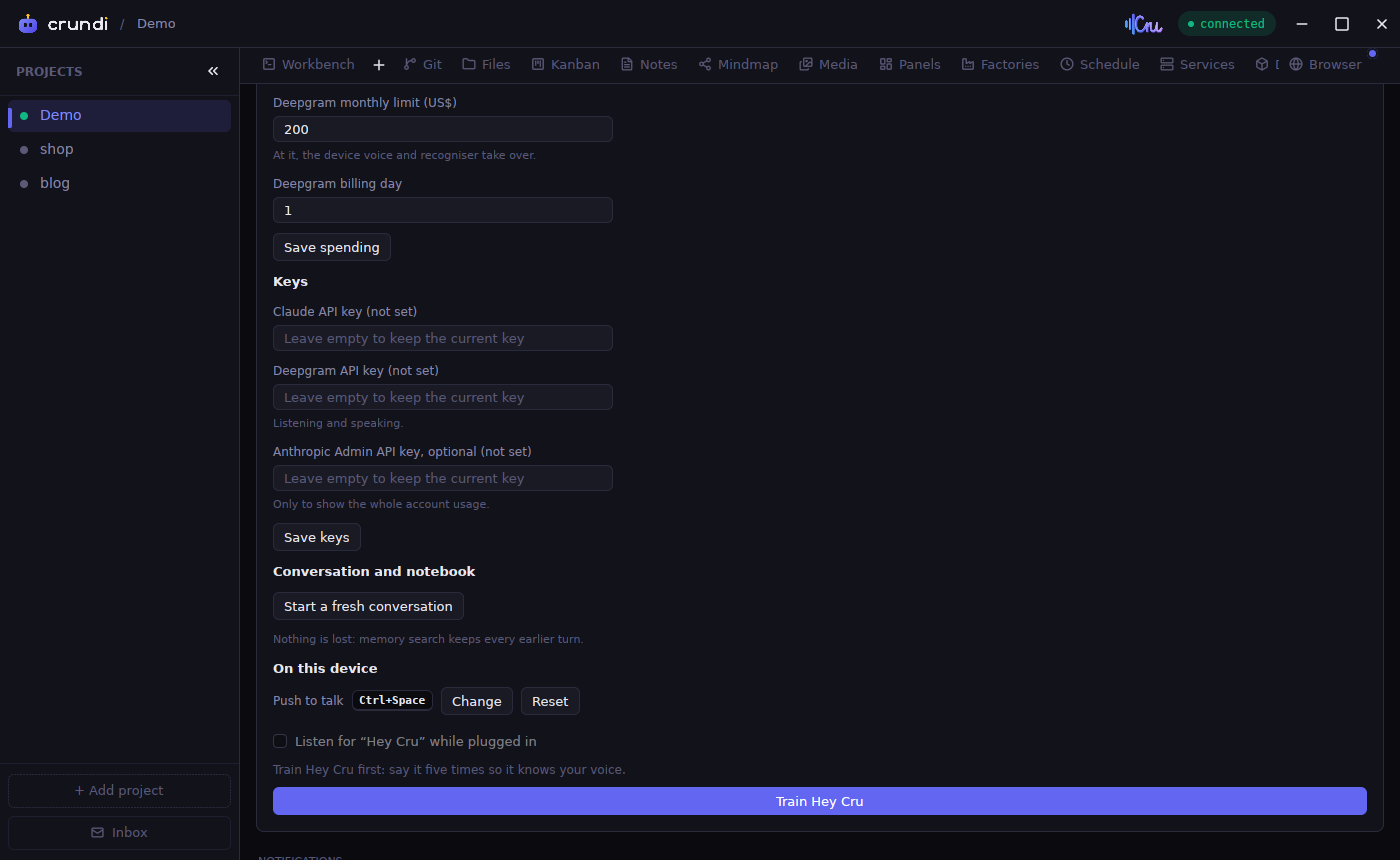 crundi / Demo
Cru
connected
PROJECTS
Workbench
Git
Files
Kanban
Notes
Mindmap
Media
Panels
Factories
Schedule
Services
Browser
Demo
shop
blog
Deepgram monthly limit (US$)
200
At it, the device voice and recogniser take over.
Deepgram billing day
1
Save spending
Keys
Claude API key (not set)
Leave empty to keep the current key
Deepgram API key (not set)
Leave empty to keep the current key
Listening and speaking.
Anthropic Admin API key, optional (not set)
Leave empty to keep the current key
Only to show the whole account usage.
Save keys
Conversation and notebook
Start a fresh conversation
Nothing is lost: memory search keeps every earlier turn.
On this device
Push to talk Ctrl+Space Change Reset
Listen for “Hey Cru” while plugged in
Train Hey Cru first: say it five times so it knows your voice.
Train Hey Cru
+ Add project
Inbox
NOTIFICATIONS